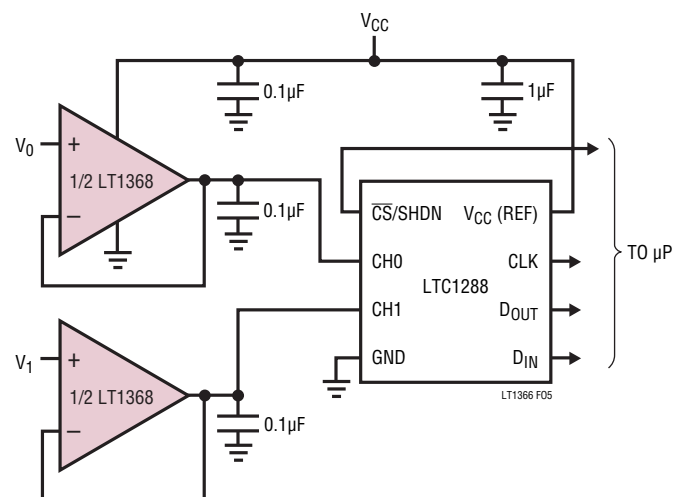 VCC
0.1µF
1µF
V0
+
1/2 LT1368
−
0.1µF
CS/SHDN
VCC (REF)
CH0
CLK
LTC1288
CH1
DOUT
GND
DIN
TO µP
LT1366 F05
V1
+
1/2 LT1368
−
0.1µF